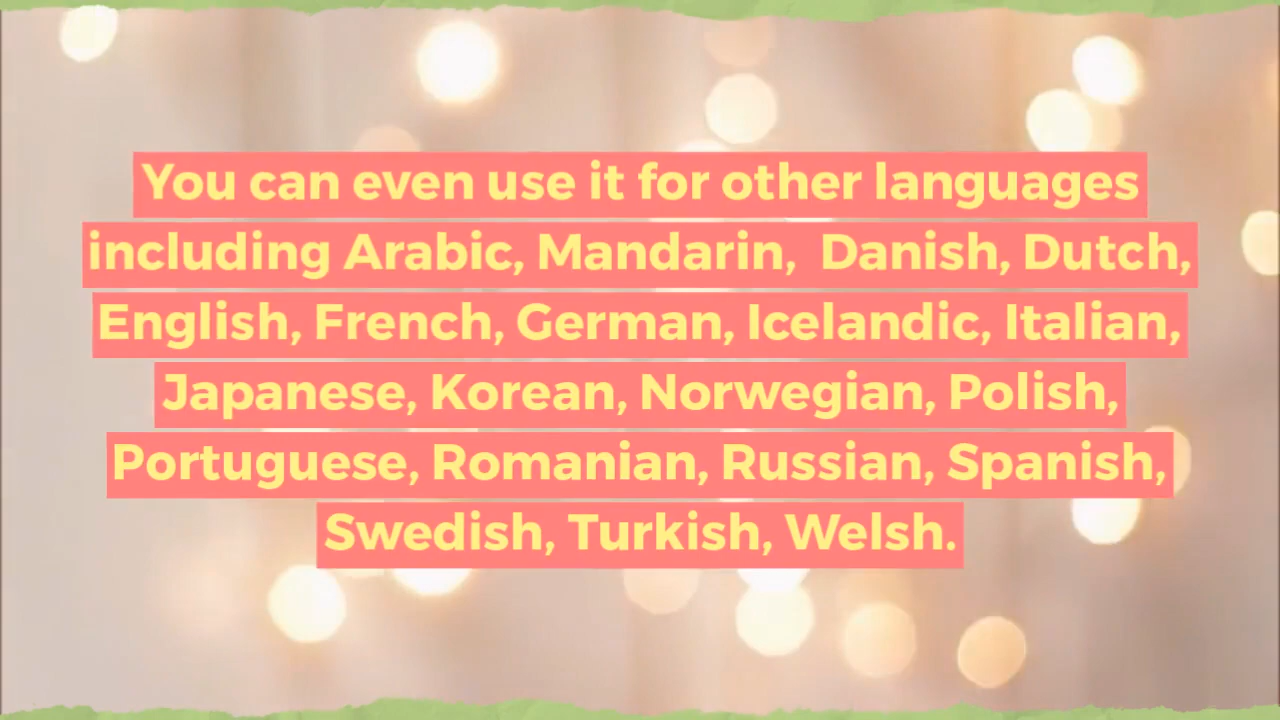 You can even use it for other languages
including Arabic, Mandarin,  Danish, Dutch,
English, French, German, Icelandic, Italian,
Japanese, Korean, Norwegian, Polish,
Portuguese, Romanian, Russian, Spanish,
Swedish, Turkish, Welsh.